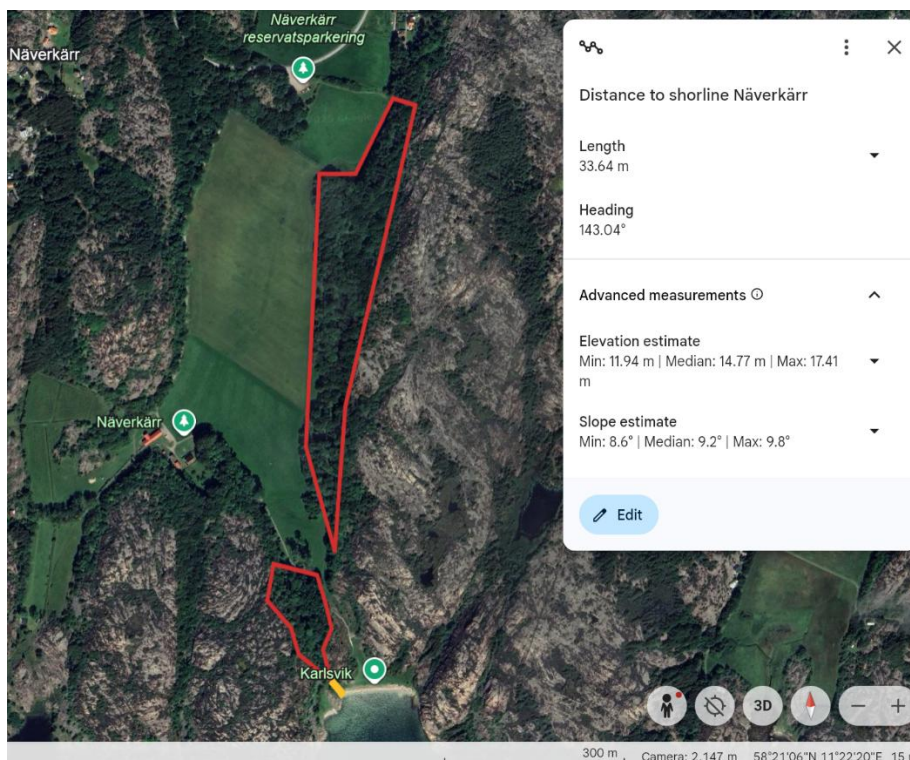 Näverkärr
reservatsparkering
Näverkärr
Näverkärr
Karlsvik
Distance to shorline Näverkärr
Length
33.64 m
Heading
143.04°
Advanced measurements
Elevation estimate
Min: 11.94 m | Median: 14.77 m | Max: 17.41
m
Slope estimate
Min: 8.6° | Median: 9.2° | Max: 9.8°
Edit
3D
300 m
Camera: 2,147 m 58°21'06"N 11°22'20"E 15